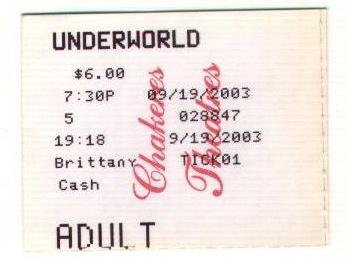 UNDERWORLD
$6.00
7:30P 09/19/2003
5 028847
19:18 9/19/2003
Brittany TICK01
Cash
ADULT
Chakeres
Theatres